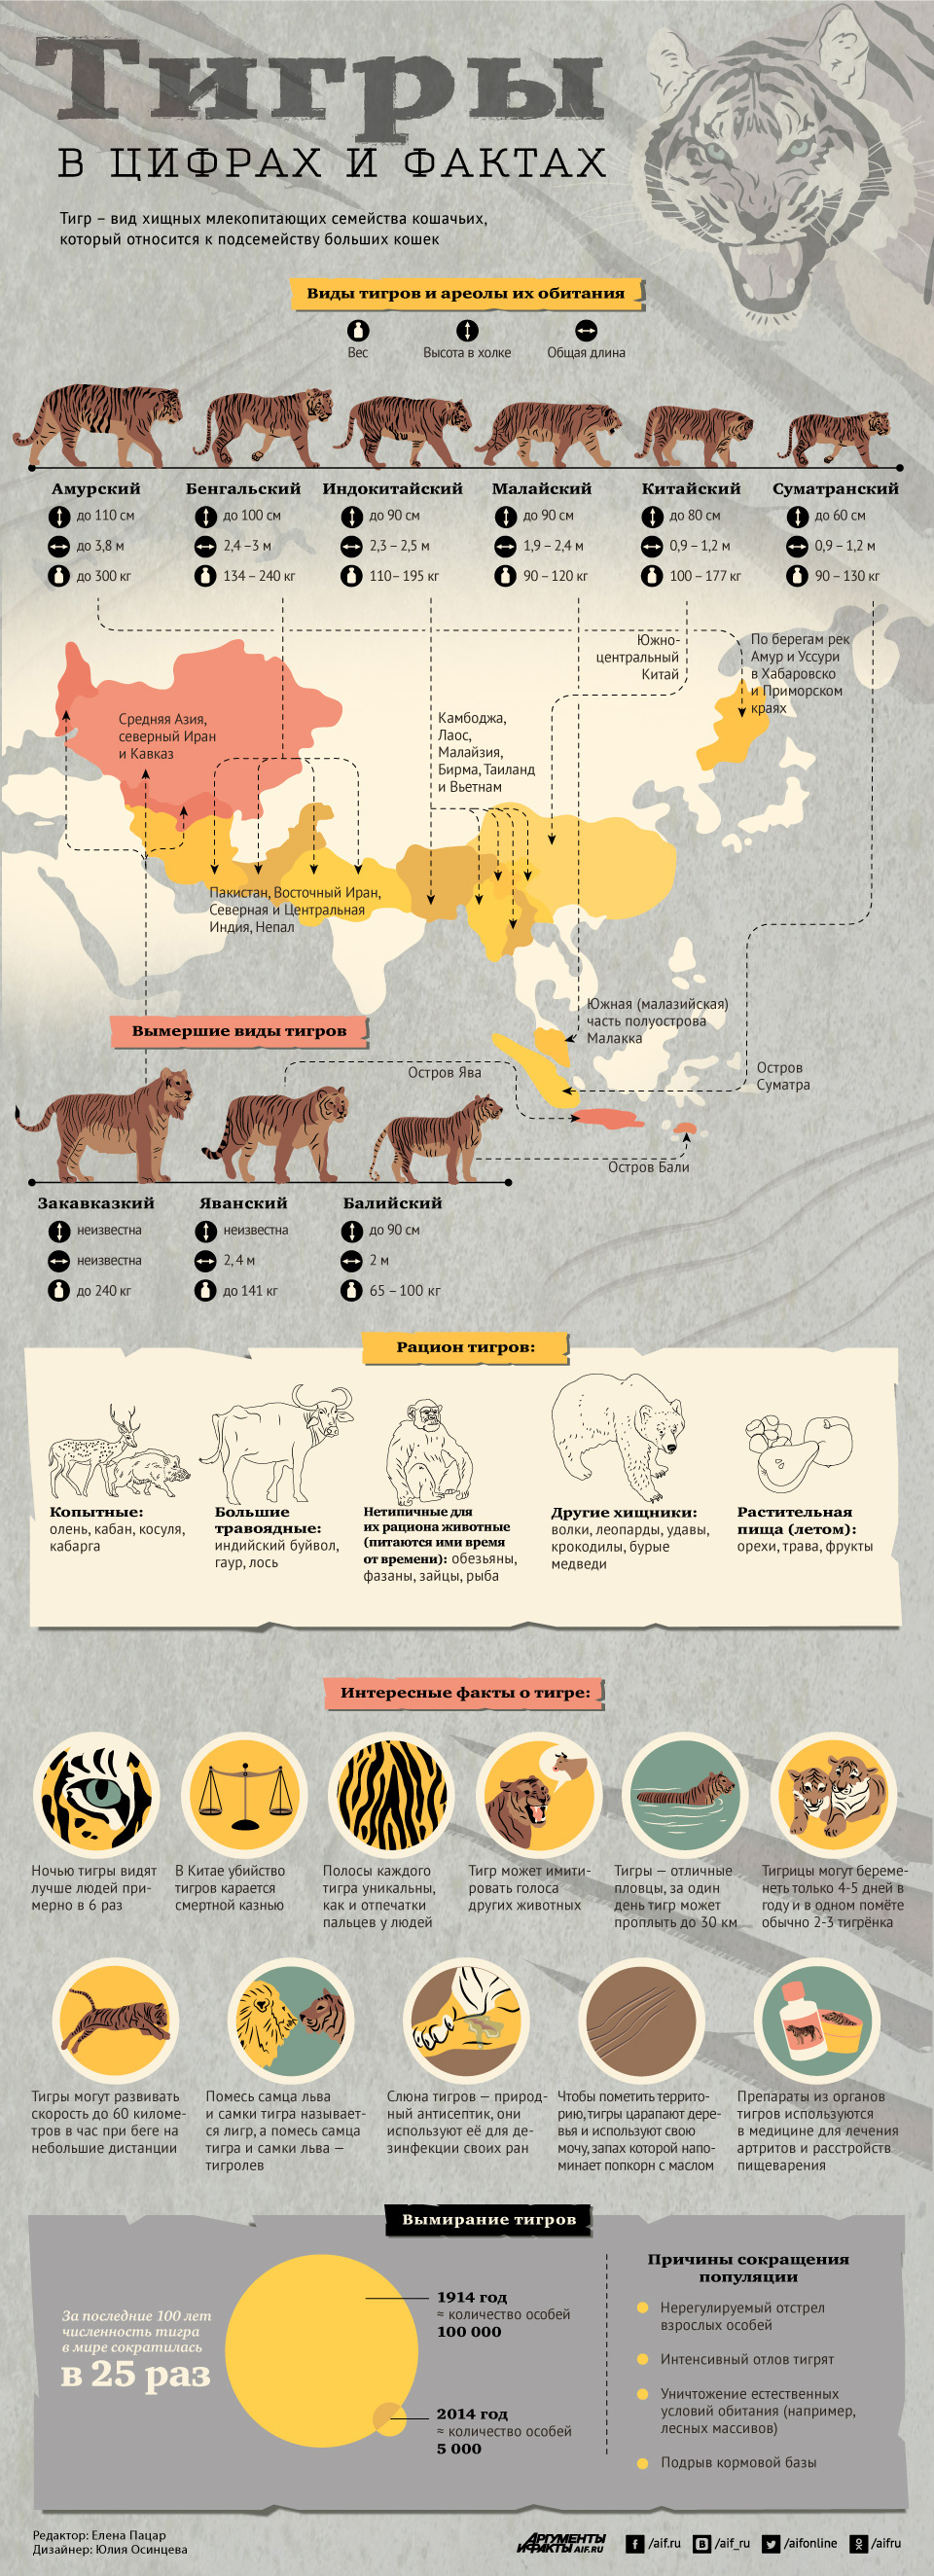 Тигры
В ЦИФРАХ И ФАКТАХ
Тигр – вид хищных млекопитающих семейства кошачьих,
который относится к подсемейству больших кошек
Виды тигров и ареолы их обитания
Вес
Высота в холке
Общая длина
Амурский
до 110 см
до 3,8 м
до 300 кг
Бенгальский
до 100 см
2,4 –3 м
134 – 240 кг
Индокитайский
до 90 см
2,3 – 2,5 м
110– 195 кг
Малайский
до 90 см
1,9 – 2,4 м
90 – 120 кг
Китайский
до 80 см
0,9 – 1,2 м
100 – 177 кг
Суматранский
до 60 см
0,9 – 1,2 м
90 – 130 кг
Южно-
центральный
Китай
По берегам рек
Амур и Уссури
в Хабаровско
и Приморском
краях
Средняя Азия,
северный Иран
и Кавказ
Камбоджа,
Лаос,
Малайзия,
Бирма, Таиланд
и Вьетнам
Пакистан, Восточный Иран,
Северная и Центральная
Индия, Непал
Южная (малазийская)
часть полуострова
Малакка
Остров
Суматра
Вымершие виды тигров
Остров Ява
Остров Бали
Закавказкий
неизвестна
неизвестна
до 240 кг
Яванский
неизвестна
2, 4 м
до 141 кг
Балийский
до 90 см
2 м
65 – 100 кг
Рацион тигров:
Копытные:
олень, кабан, косуля,
кабарга
Большие
травоядные:
индийский буйвол,
гаур, лось
Нетипичные для
их рациона животные
(питаются ими время
от времени): обезьяны,
фазаны, зайцы, рыба
Другие хищники:
волки, леопарды, удавы,
крокодилы, бурые
медведи
Растительная
пища (летом):
орехи, трава, фрукты
Интересные факты о тигре:
Ночью тигры видят
лучше людей при-
мерно в 6 раз
В Китае убийство
тигров карается
смертной казнью
Полосы каждого
тигра уникальны,
как и отпечатки
пальцев у людей
Тигр может имити-
ровать голоса
других животных
Тигры — отличные
пловцы, за один
день тигр может
проплыть до 30 км
Тигрицы могут береме-
неть только 4-5 дней в
году и в одном помёте
обычно 2-3 тигрёнка
Тигры могут развивать
скорость до 60 киломе-
тров в час при беге на
небольшие дистанции
Помесь самца льва
и самки тигра называет-
ся лигр, а помесь самца
тигра и самки льва —
тигролев
Слюна тигров — природ-
ный антисептик, они
используют её для де-
зинфекции своих ран
Чтобы пометить террито-
рию, тигры царапают дере-
вья и используют свою
мочу, запах которой напо-
минает попкорн с маслом
Препараты из органов
тигров используются
в медицине для лечения
артритов и расстройств
пищеварения
Вымирание тигров
За последние 100 лет
численность тигра
в мире сократилась
в 25 раз
1914 год
≈ количество особей
100 000
2014 год
≈ количество особей
5 000
Причины сокращения
популяции
Нерегулируемый отстрел
взрослых особей
Интенсивный отлов тигрят
Уничтожение естественных
условий обитания (например,
лесных массивов)
Подрыв кормовой базы
Редактор: Елена Пацар
Дизайнер: Юлия Осинцева
АРГУМЕНТЫ
И ФАКТЫ AIF.RU
/aif.ru
/aif_ru
/aifonline
/aifru